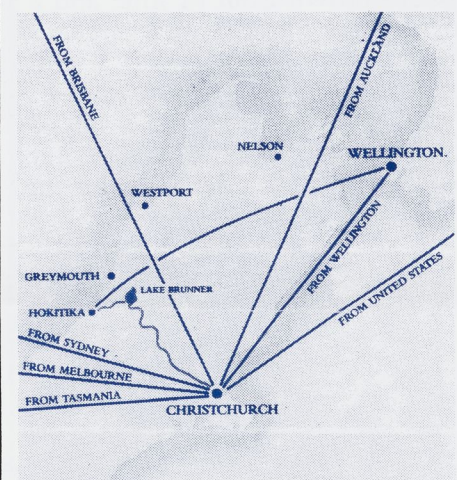 FROM BRISBANE
FROM AUCKLAND
NELSON
WELLINGTON.
WESTPORT
FROM WELLINGTON
GREYMOUTH
LAKE BRUNNER
FROM UNITED STATES
HOKITIKA
FROM SYDNEY
FROM MELBOURNE
FROM TASMANIA
CHRISTCHURCH